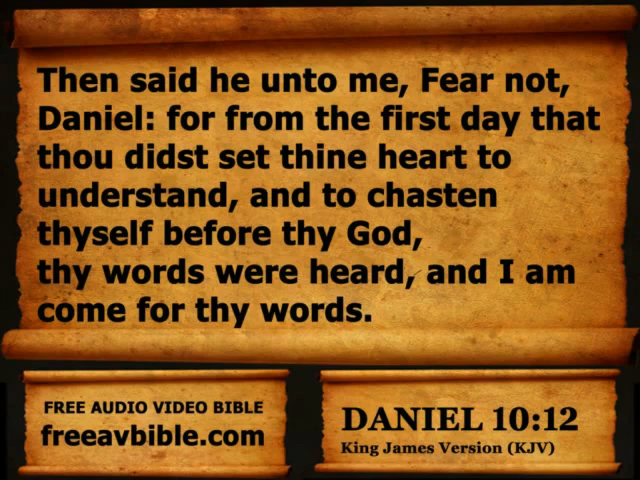 Then said he unto me, Fear not,
Daniel: for from the first day that
thou didst set thine heart to
understand, and to chasten
thyself before thy God,
thy words were heard, and I am
come for thy words.
FREE AUDIO VIDEO BIBLE
freeavbible.com
DANIEL 10:12
King James Version (KJV)